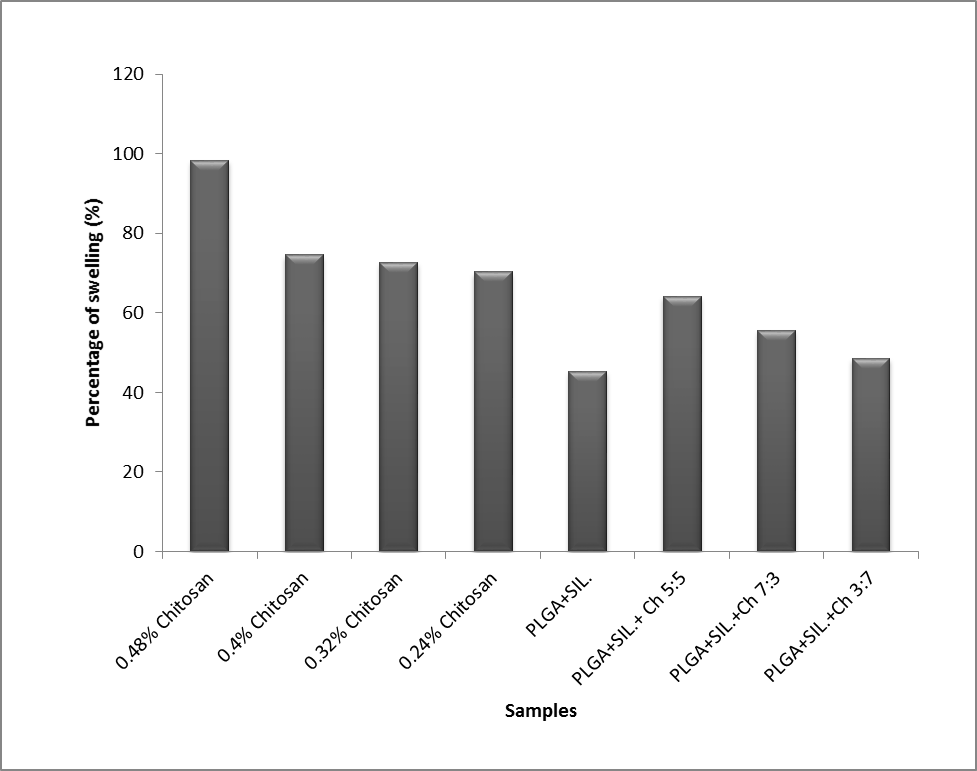 120
100
80
60
40
20
0
Percentage of swelling (%)
0.48% Chitosan
0.4% Chitosan
0.32% Chitosan
0.24% Chitosan
PLGA+SIL.
PLGA+SIL.+ Ch 5:5
PLGA+SIL.+Ch 7:3
PLGA+SIL.+Ch 3:7
Samples